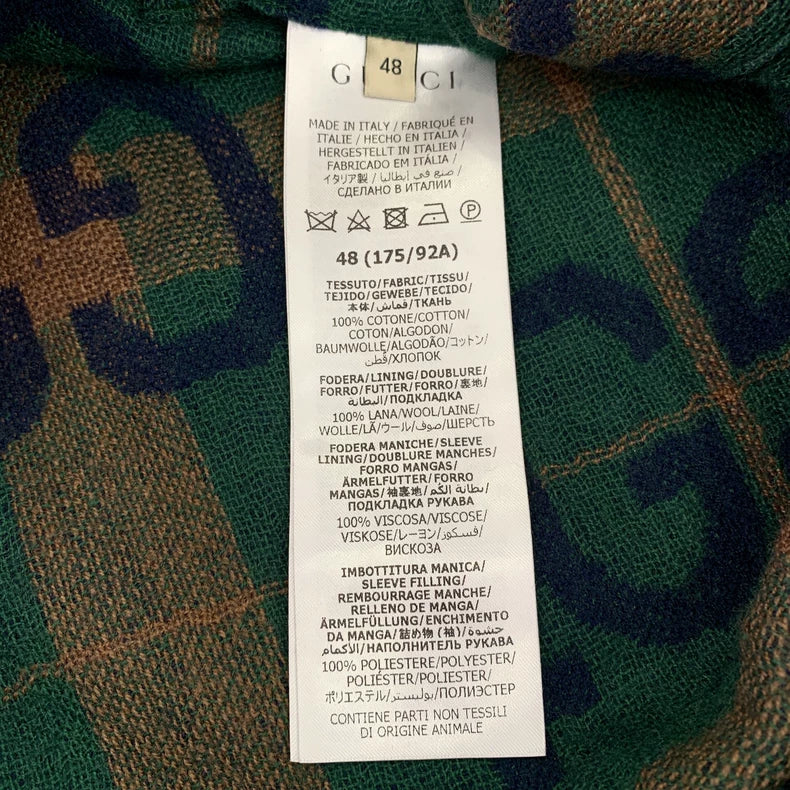 48
GUCCI
MADE IN ITALY / FABRIQUÉ EN
ITALIE / HECHO EN ITALIA /
HERGESTELLT IN ITALIEN /
FABRICADO EM ITÁLIA /
イタリア製 / صنع في إيطاليا /
СДЕЛАНО В ИТАЛИИ
P
48 (175/92A)
TESSUTO/FABRIC/TISSU/
TEJIDO/GEWEBE/TECIDO/
本体/قماش/ТКАНЬ
100% COTONE/COTTON/
COTON/ALGODON/
BAUMWOLLE/ALGODÃO/コットン/
قطن/ХЛОПОК
FODERA/LINING/DOUBLURE/
FORRO/FUTTER/FORRO/裏地/
البطانة/ПОДКЛАДКА
100% LANA/WOOL/LAINE/
WOLLE/LÃ/ウール/صوف/ШЕРСТЬ
FODERA MANICHE/SLEEVE
LINING/DOUBLURE MANCHES/
FORRO MANGAS/
ÄRMELFUTTER/FORRO
MANGAS/袖裏地/بطانة الكم/
ПОДКЛАДКА РУКАВА
100% VISCOSA/VISCOSE/
VISKOSE/レーヨン/فسكوز/
ВИСКОЗА
IMBOTTITURA MANICA/
SLEEVE FILLING/
REMBOURRAGE MANCHE/
RELLENO DE MANGA/
ÄRMELFÜLLUNG/ENCHIMENTO
DA MANGA/詰め物 (袖)/حشوة
الأكمام/НАПОЛНИТЕЛЬ РУКАВА
100% POLIESTERE/POLYESTER/
POLIÉSTER/POLIESTER/
ポリエステル/بوليستر/ПОЛИЭСТЕР
CONTIENE PARTI NON TESSILI
DI ORIGINE ANIMALE